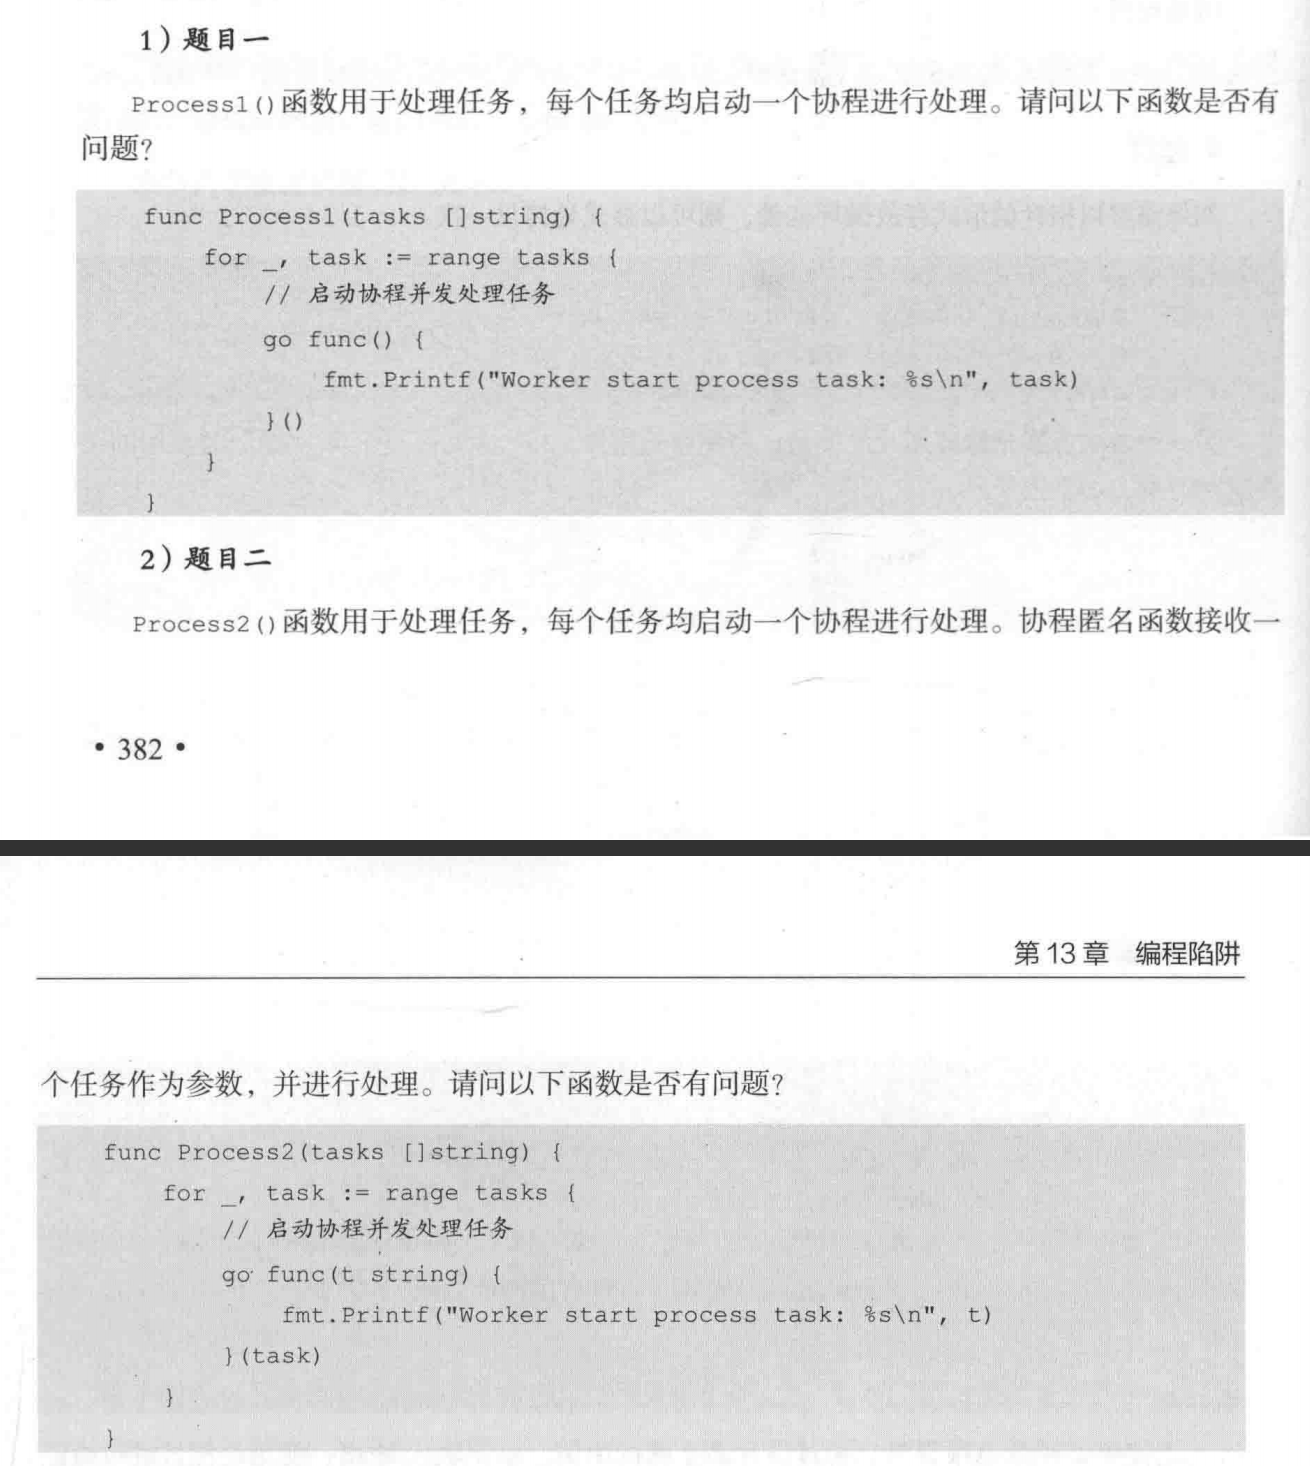 1）题目一
Process1()函数用于处理任务，每个任务均启动一个协程进行处理。请问以下函数是否有
问题?
func Process1(tasks []string) {
    for _, task := range tasks {
        // 启动协程并发处理任务
        go func() {
            fmt.Printf("Worker start process task: %s\n", task)
        }()
    }
}
2）题目二
Process2()函数用于处理任务，每个任务均启动一个协程进行处理。协程匿名函数接收一
• 382 •
第 13 章　编程陷阱
个任务作为参数，并进行处理。请问以下函数是否有问题?
func Process2(tasks []string) {
    for _, task := range tasks {
        // 启动协程并发处理任务
        go func(t string) {
            fmt.Printf("Worker start process task: %s\n", t)
        }(task)
    }
}